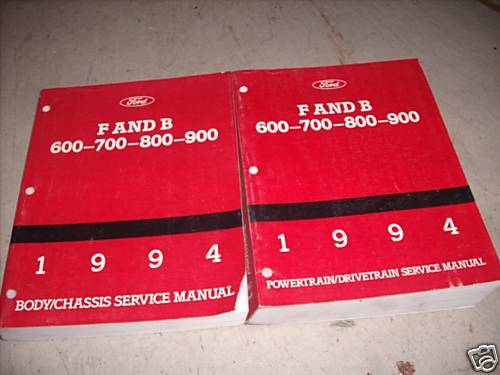 Ford
F AND B
600-700-800-900
1 9 9 4
BODY/CHASSIS SERVICE MANUAL
Ford
F AND B
600-700-800-900
1 9 9 4
POWERTRAIN/DRIVETRAIN SERVICE MANUAL